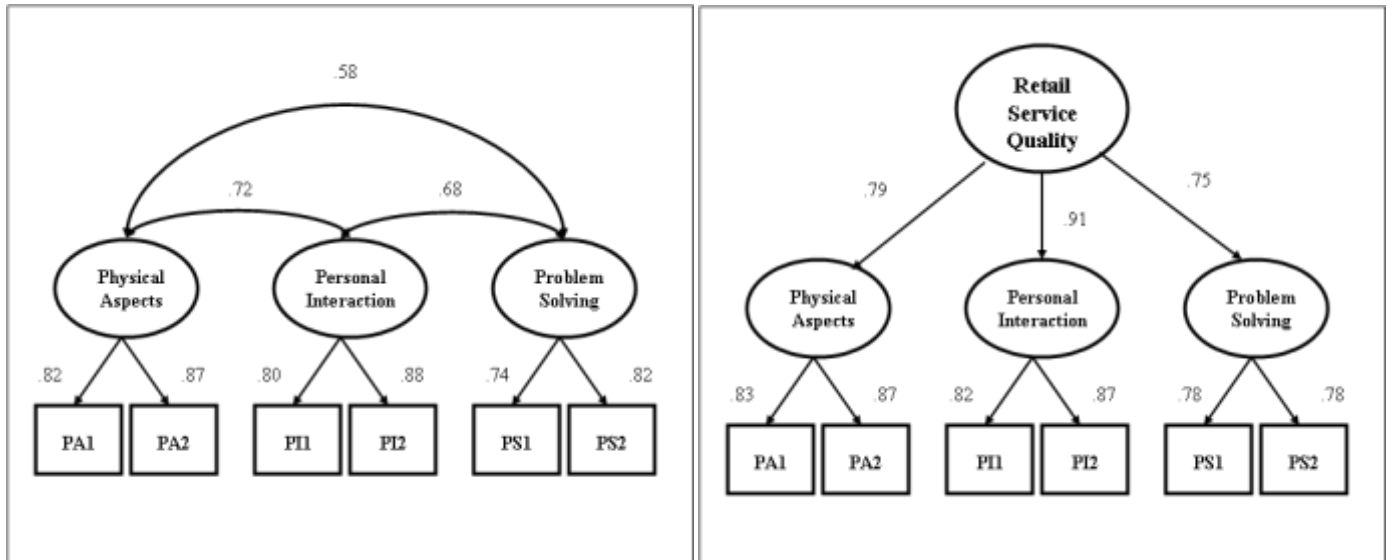 .58
.72
.68
Physical
Aspects
Personal
Interaction
Problem
Solving
.82
.87
.80
.88
.74
.82
PA1
PA2
PI1
PI2
PS1
PS2
Retail
Service
Quality
.79
.91
.75
Physical
Aspects
Personal
Interaction
Problem
Solving
.83
.87
.82
.87
.78
.78
PA1
PA2
PI1
PI2
PS1
PS2